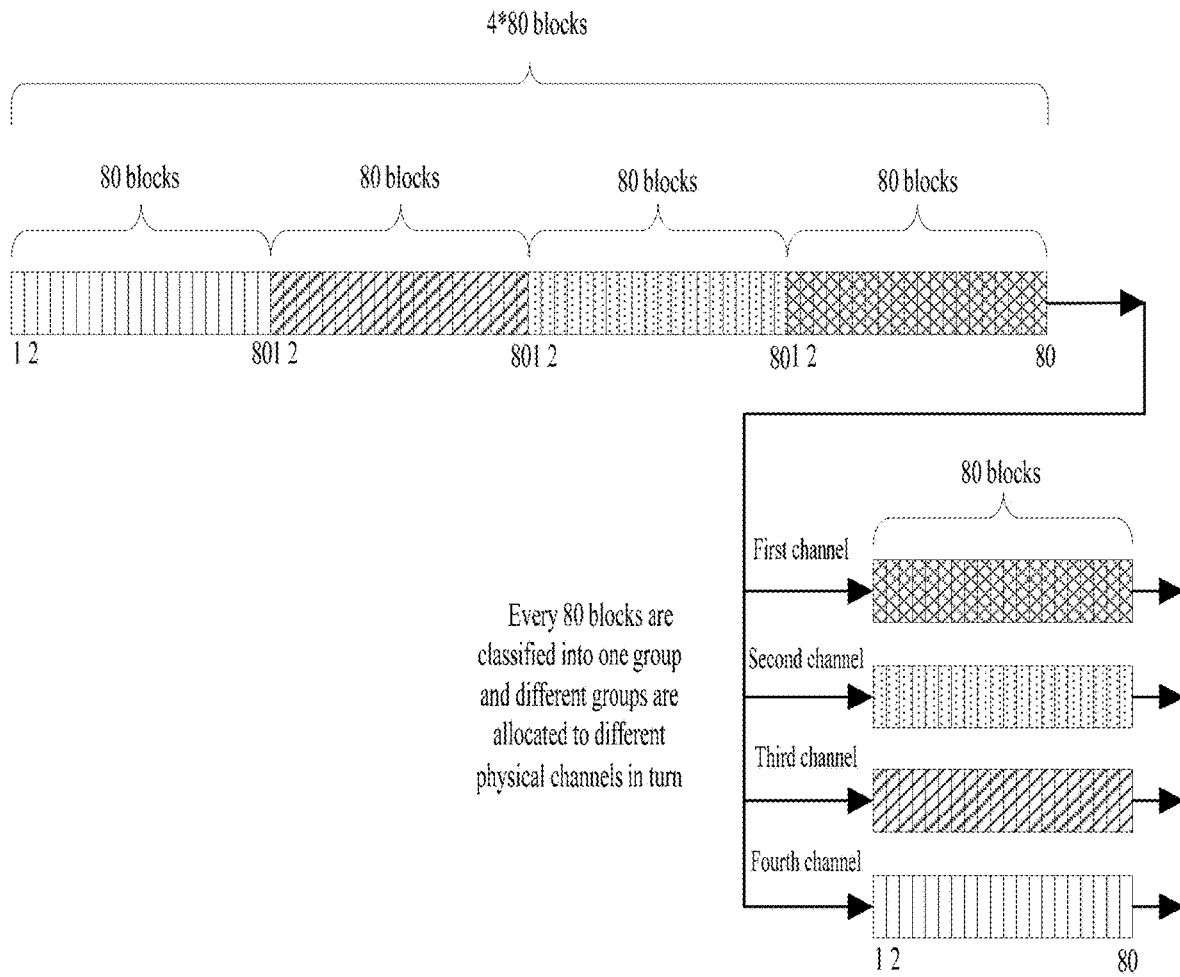 4*80 blocks
80 blocks 80 blocks 80 blocks 80 blocks
1 2 801 2 801 2 801 2 80
80 blocks
First channel
Second channel
Third channel
Fourth channel
Every 80 blocks are
classified into one group
and different groups are
allocated to different
physical channels in turn
1 2 80